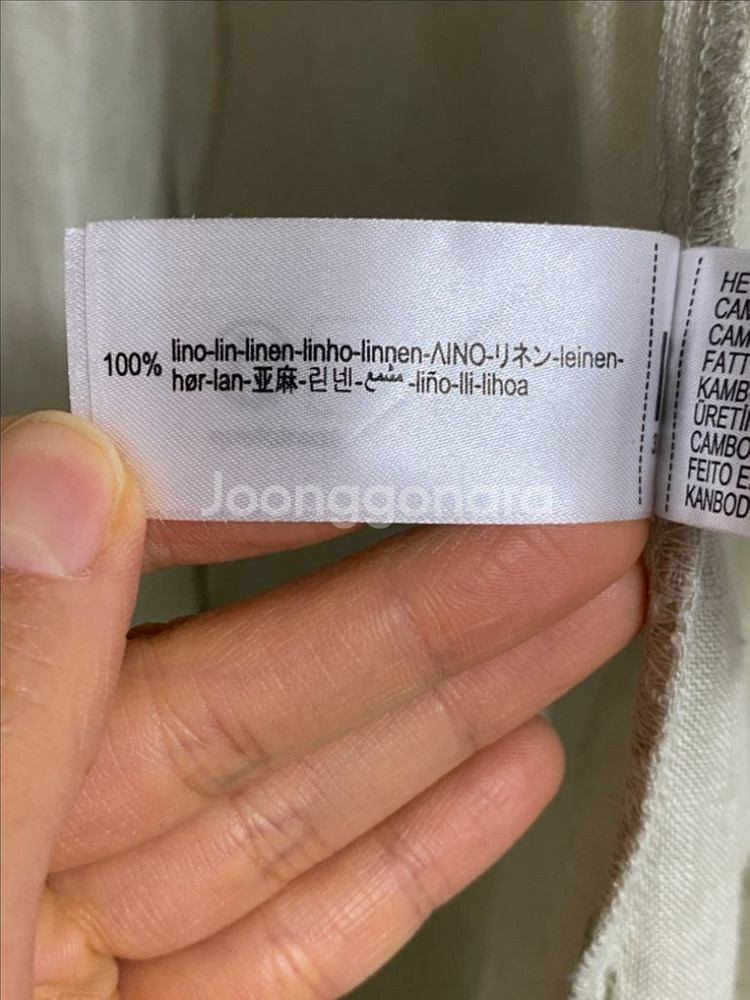 100% lino-lin-linen-linho-linnen-ΛΙΝΟ-リネン-leinen-
hør-lan-亚麻-린넨-مشمع-liño-lli-lihoa
HE
CAM
CAM
FATT
KAMB
ÜRETİ
CAMBO
FEITO E
KANBOD
Joonggonara